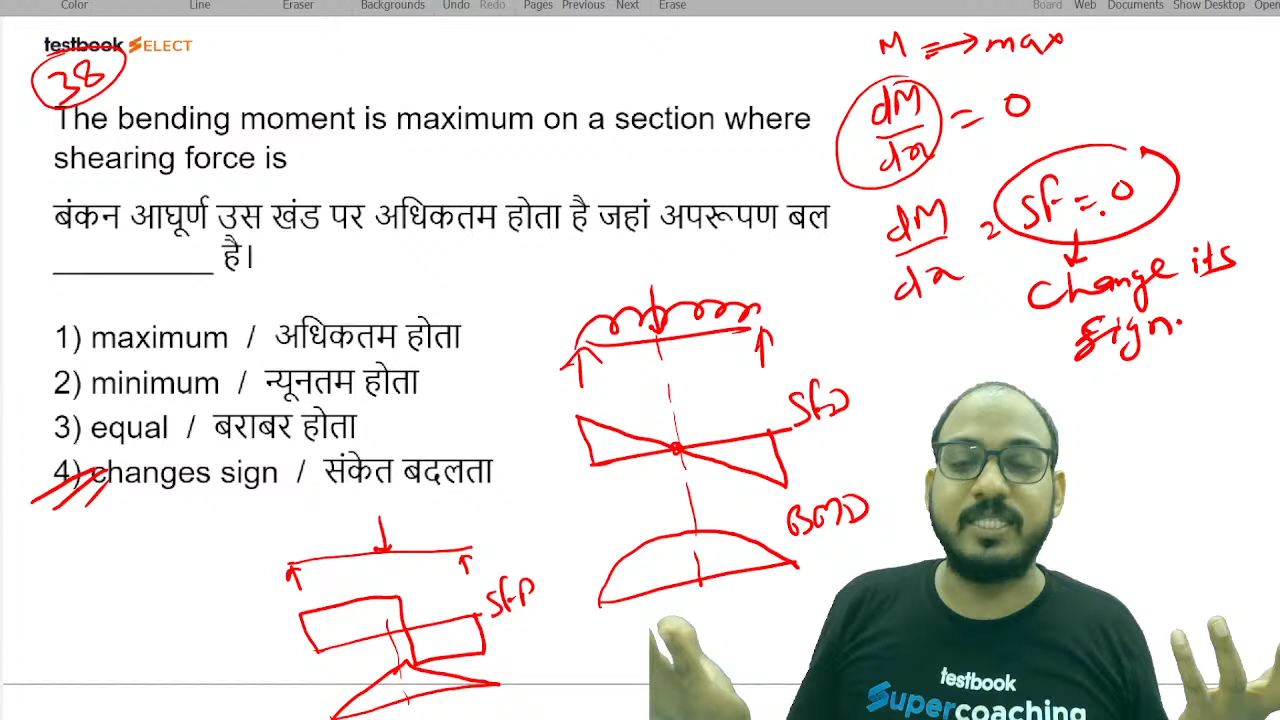 Color Line Eraser Backgrounds Undo Redo Pages Previous Next Erase Board Web Documents Show Desktop Open
testbook SELECT
38
The bending moment is maximum on a section where
shearing force is
बंकन आघूर्ण उस खंड पर अधिकतम होता है जहां अपरूपण बल
_________ है।
1) maximum / अधिकतम होता
2) minimum / न्यूनतम होता
3) equal / बराबर होता
4) changes sign / संकेत बदलता
M ⟹ max
dM/dx = 0
dM/dx = SF = 0
Change its
sign.
SFD
BMD
SFD
testbook
Supercoaching